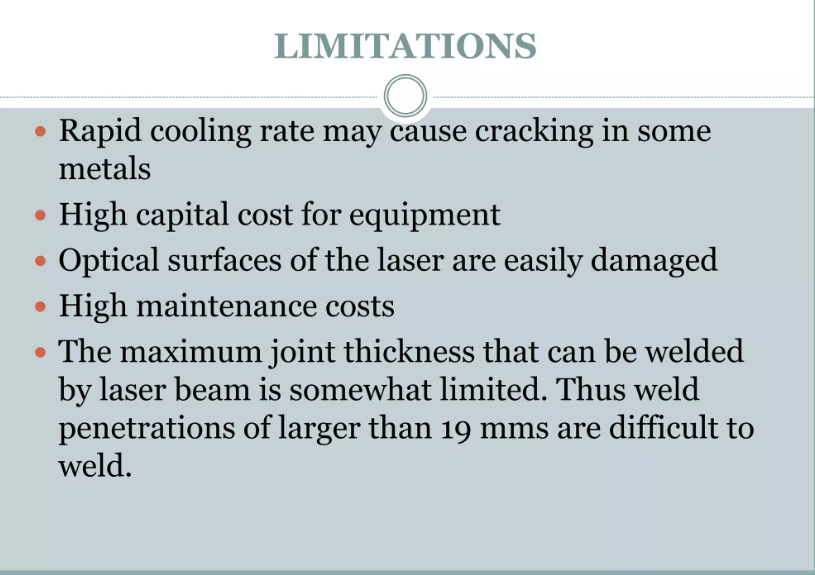 LIMITATIONS
• Rapid cooling rate may cause cracking in some
metals
• High capital cost for equipment
• Optical surfaces of the laser are easily damaged
• High maintenance costs
• The maximum joint thickness that can be welded
by laser beam is somewhat limited. Thus weld
penetrations of larger than 19 mms are difficult to
weld.